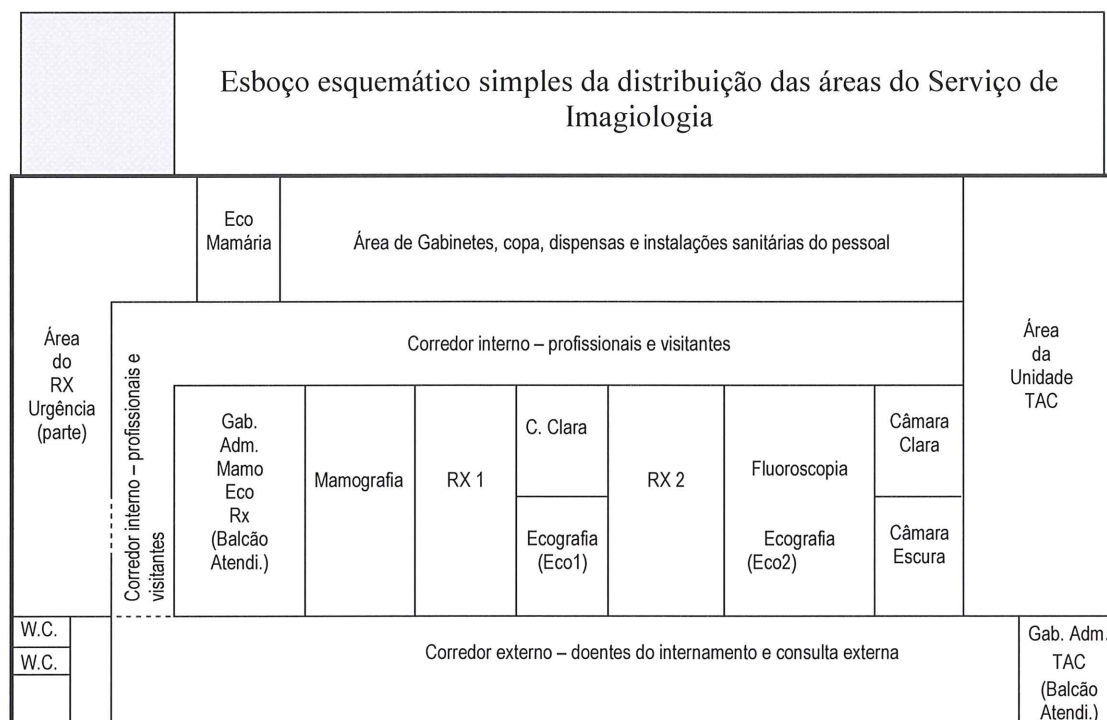 Esboço esquemático simples da distribuição das áreas do Serviço de
Imagiologia
Eco
Mamária
Área de Gabinetes, copa, dispensas e instalações sanitárias do pessoal
Área
do
RX
Urgência
(parte)
Corredor interno – profissionais e visitantes
Área
da
Unidade
TAC
Corredor interno – profissionais e
visitantes
Gab.
Adm.
Mamo
Eco
Rx
(Balcão
Atendi.)
Mamografia
RX 1
C. Clara
Ecografia
(Eco1)
RX 2
Fluoroscopia
Ecografia
(Eco2)
Câmara
Clara
Câmara
Escura
W.C.
W.C.
Corredor externo – doentes do internamento e consulta externa
Gab. Adm.
TAC
(Balcão
Atendi.)